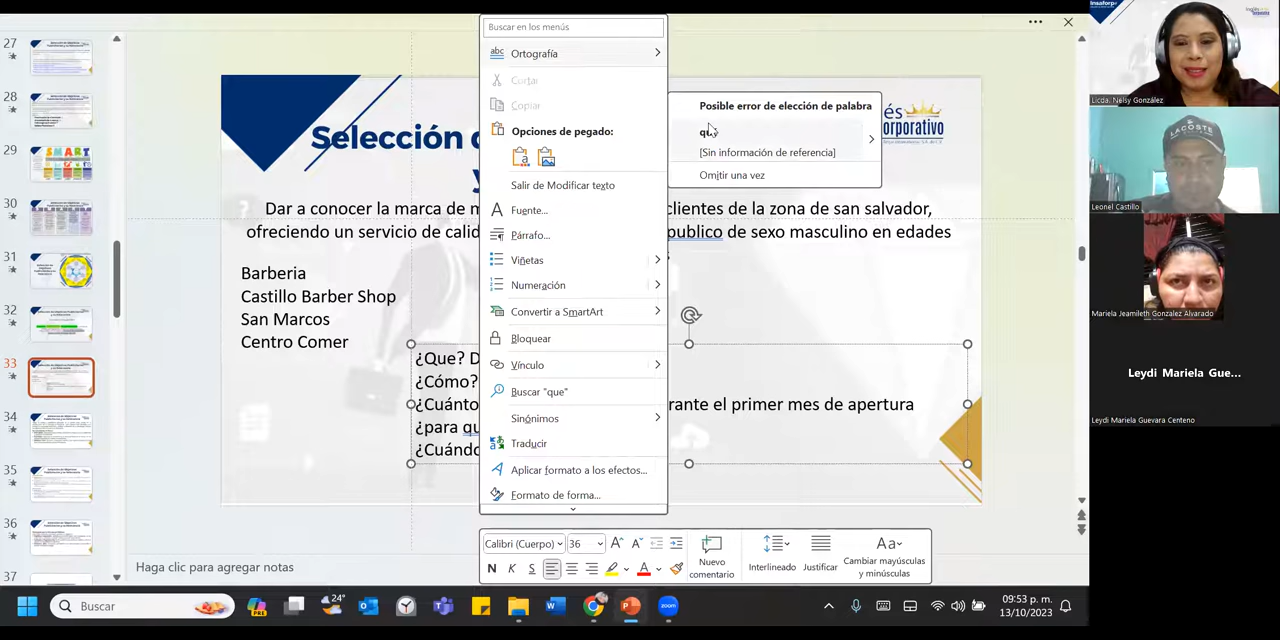 Buscar en los menús
Ortografía
Cortar
Copiar
Opciones de pegado:
Salir de Modificar texto
Fuente...
Párrafo...
Viñetas
Numeración
Convertir a SmartArt
Bloquear
Vínculo
Buscar "que"
Sinónimos
Traducir
Aplicar formato a los efectos...
Formato de forma...
Posible error de elección de palabra
[Sin información de referencia]
Omitir una vez
27
28
29
30
31
32
33
34
35
36
37
Selección
és
orporativo
Dar a conocer la marca de clientes de la zona de san salvador,
ofreciendo un servicio de publico de sexo masculino en edades
Barberia
Castillo Barber Shop
San Marcos
Centro Comer
¿Que? D
¿Cómo?
¿Cuánto rante el primer mes de apertura
¿para
¿Cuándo
Calibri (Cuerpo) 36
N K S
Nuevo comentario
Interlineado
Justificar
Cambiar mayúsculas y minúsculas
Haga clic para agregar notas
Insaforp
Licda. Nelsy González
LACOSTE
Leonel Castillo
Mariela Jeamileth Gonzalez Alvarado
Leydi Mariela Gue...
Leydi Mariela Guevara Centeno
Buscar
PRE
24°
zoom
09:53 p. m.
13/10/2023